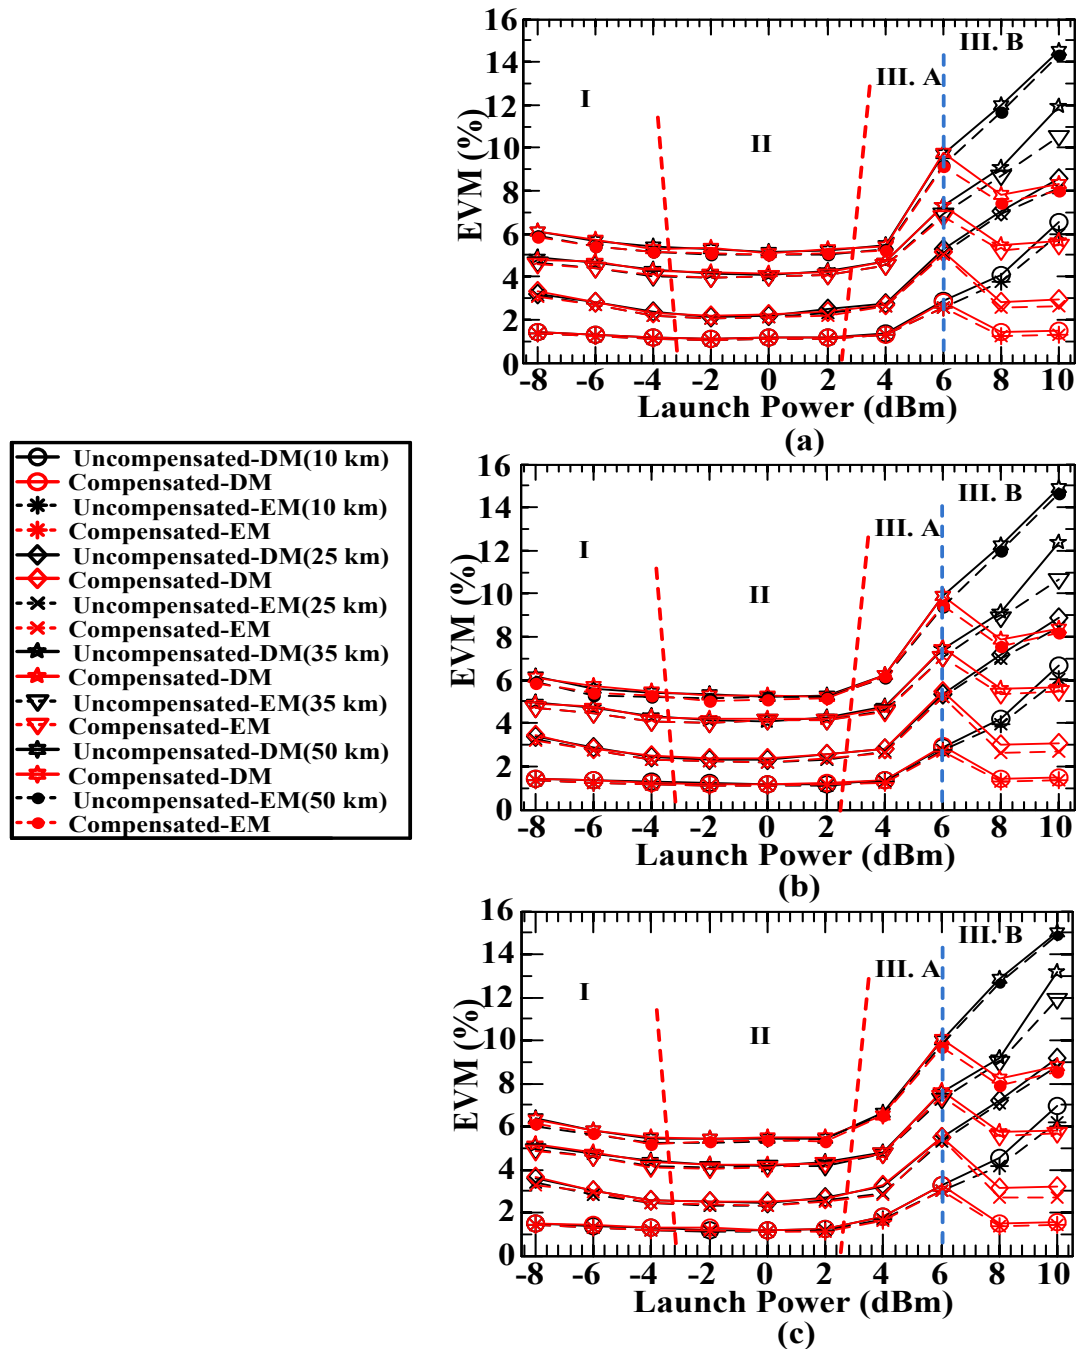 16
14
12
10
8
6
4
2
0
EVM (%)
I
II
III. A
III. B
-8 -6 -4 -2 0 2 4 6 8 10
Launch Power (dBm)
(a)
Uncompensated-DM(10 km)
Compensated-DM
Uncompensated-EM(10 km)
Compensated-EM
Uncompensated-DM(25 km)
Compensated-DM
Uncompensated-EM(25 km)
Compensated-EM
Uncompensated-DM(35 km)
Compensated-DM
Uncompensated-EM(35 km)
Compensated-EM
Uncompensated-DM(50 km)
Compensated-DM
Uncompensated-EM(50 km)
Compensated-EM
16
14
12
10
8
6
4
2
0
EVM (%)
I
II
III. A
III. B
-8 -6 -4 -2 0 2 4 6 8 10
Launch Power (dBm)
(b)
16
14
12
10
8
6
4
2
0
EVM (%)
I
II
III. A
III. B
-8 -6 -4 -2 0 2 4 6 8 10
Launch Power (dBm)
(c)